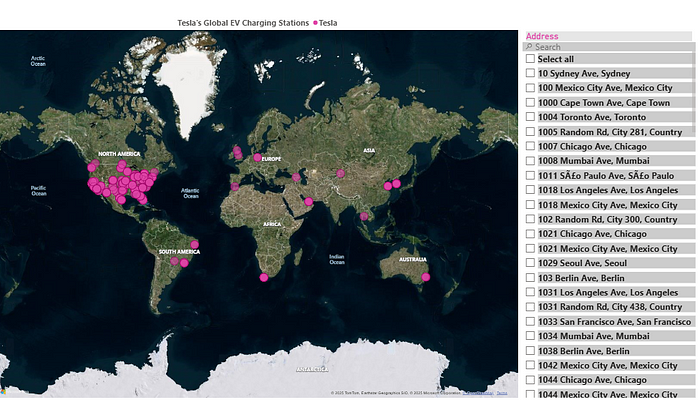 Tesla's Global EV Charging Stations Tesla
Arctic
Ocean
NORTH AMERICA
EUROPE
ASIA
Pacific
Ocean
Atlantic
Ocean
AFRICA
SOUTH AMERICA
Indian
Ocean
AUSTRALIA
ANTARCTICA
© 2025 TomTom, Earthstar Geographics SIO, © 2025 Microsoft Corporation, Terms
Address
Search
Select all
10 Sydney Ave, Sydney
100 Mexico City Ave, Mexico City
1000 Cape Town Ave, Cape Town
1004 Toronto Ave, Toronto
1005 Random Rd, City 281, Country
1007 Chicago Ave, Chicago
1008 Mumbai Ave, Mumbai
1011 SÃ£o Paulo Ave, SÃ£o Paulo
1018 Los Angeles Ave, Los Angeles
1018 Mexico City Ave, Mexico City
102 Random Rd, City 300, Country
1021 Chicago Ave, Chicago
1021 Mexico City Ave, Mexico City
1029 Seoul Ave, Seoul
103 Berlin Ave, Berlin
1031 Los Angeles Ave, Los Angeles
1031 Random Rd, City 438, Country
1033 San Francisco Ave, San Francisco
1034 Mumbai Ave, Mumbai
1038 Berlin Ave, Berlin
1042 Mexico City Ave, Mexico City
1044 Chicago Ave, Chicago
1044 Mexico City Ave, Mexico City